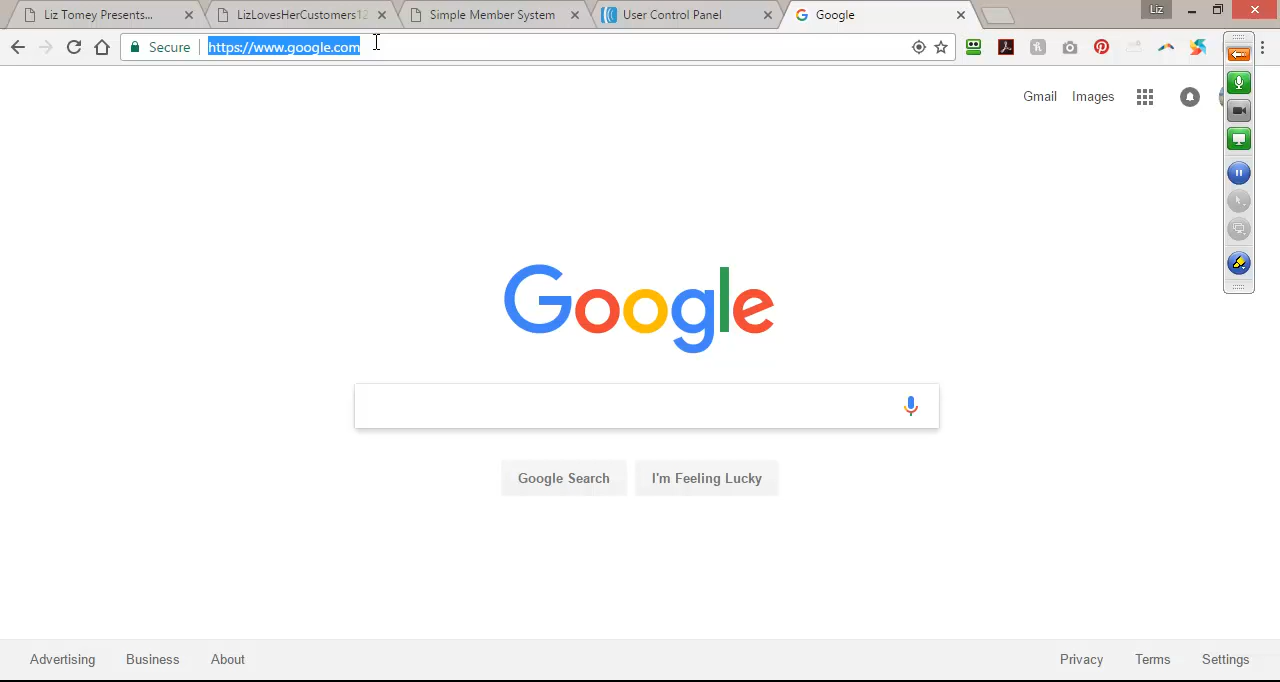 Liz Tomey Presents...
LizLovesHerCustomers12
Simple Member System
User Control Panel
Google
Liz
Secure
https://www.google.com
Gmail
Images
Google
Google Search
I'm Feeling Lucky
Advertising
Business
About
Privacy
Terms
Settings